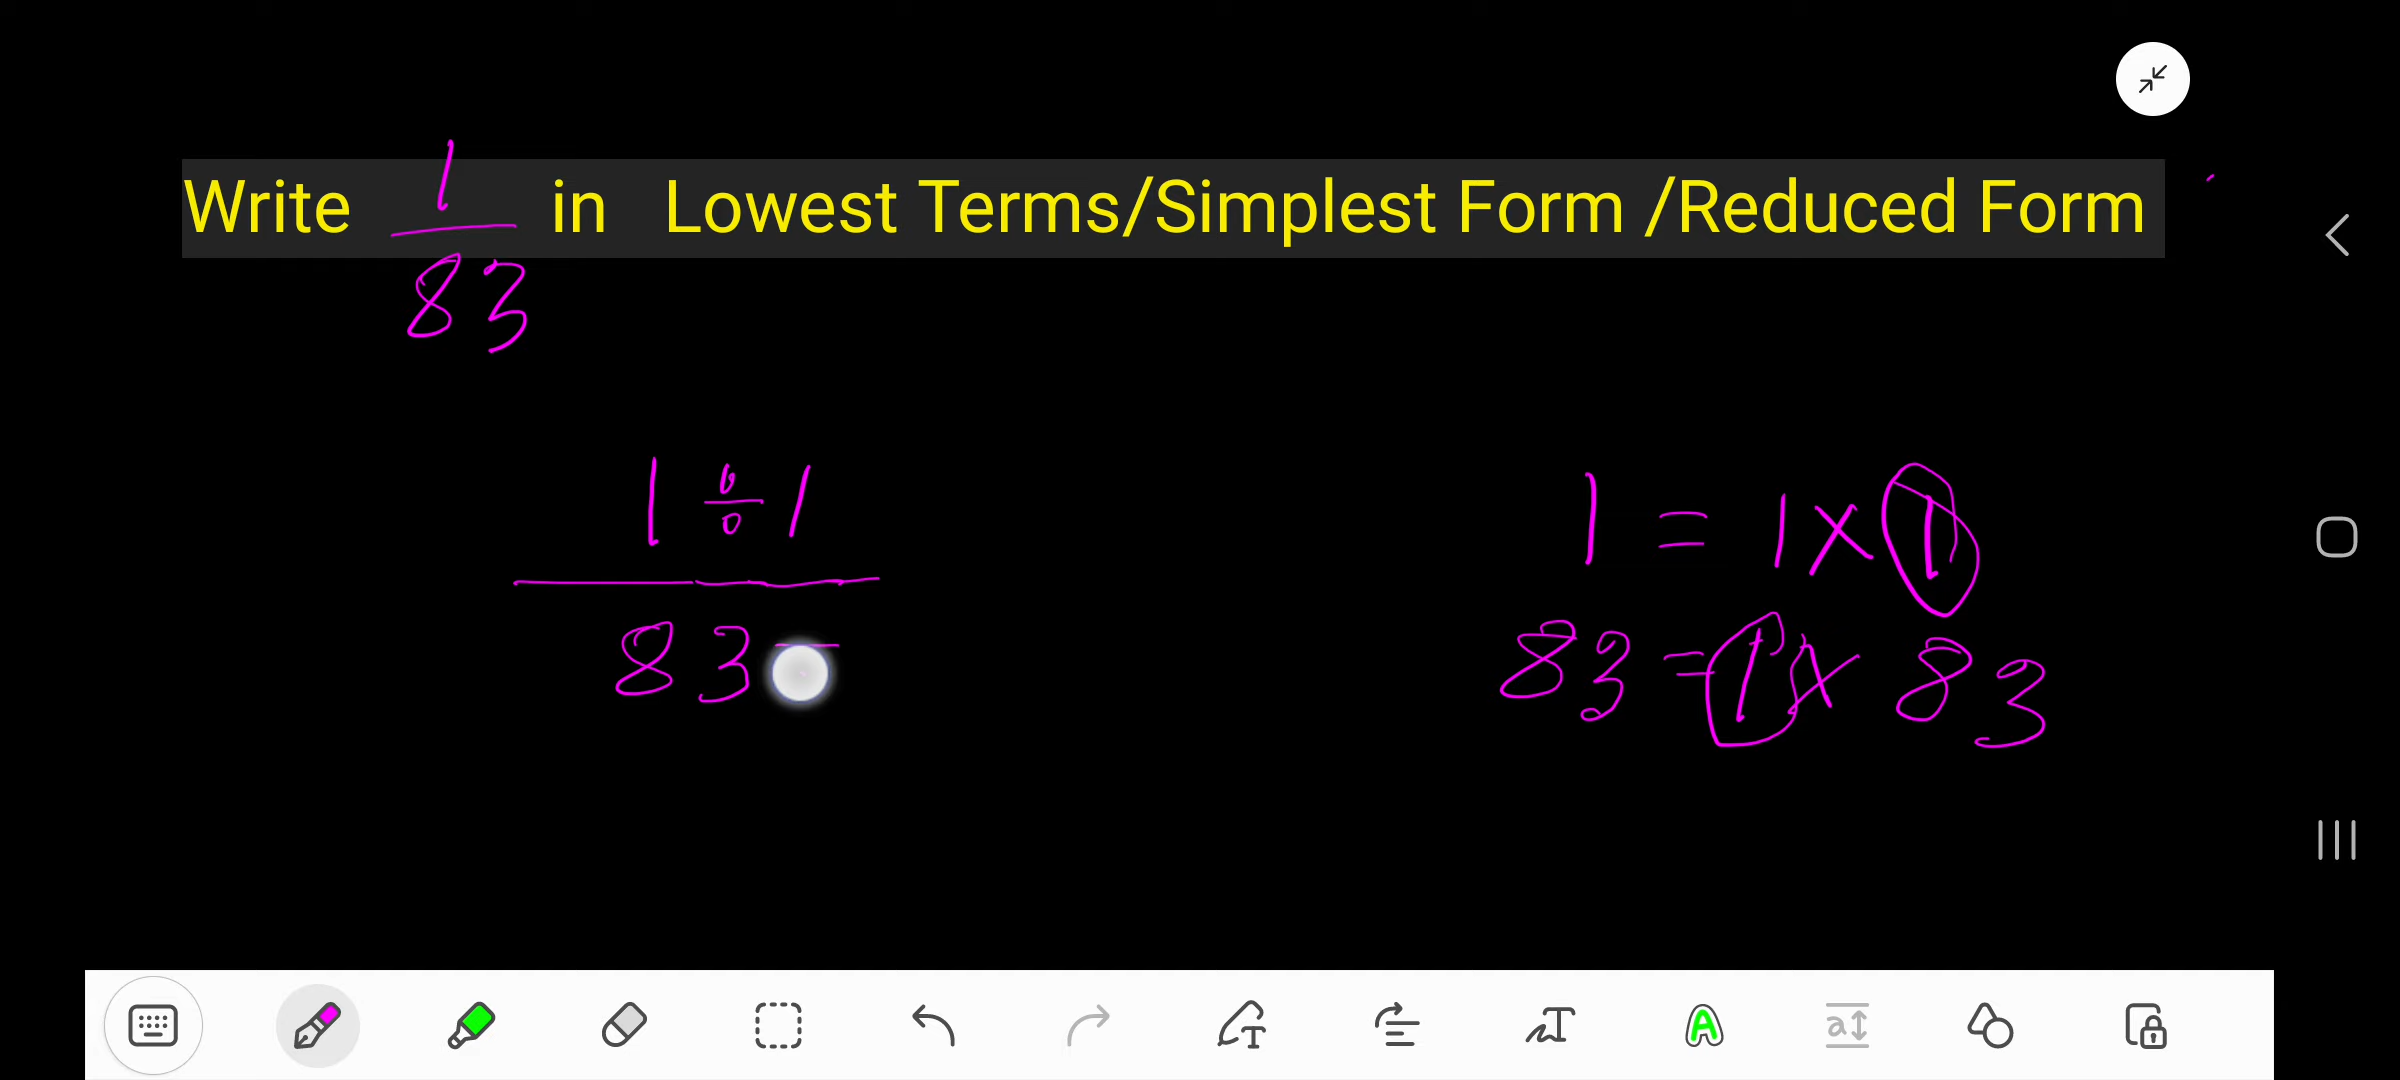 Write 1/83 in Lowest Terms/Simplest Form /Reduced Form
1 ÷ 1
83
1 = 1 × 1
83 = 1 × 83